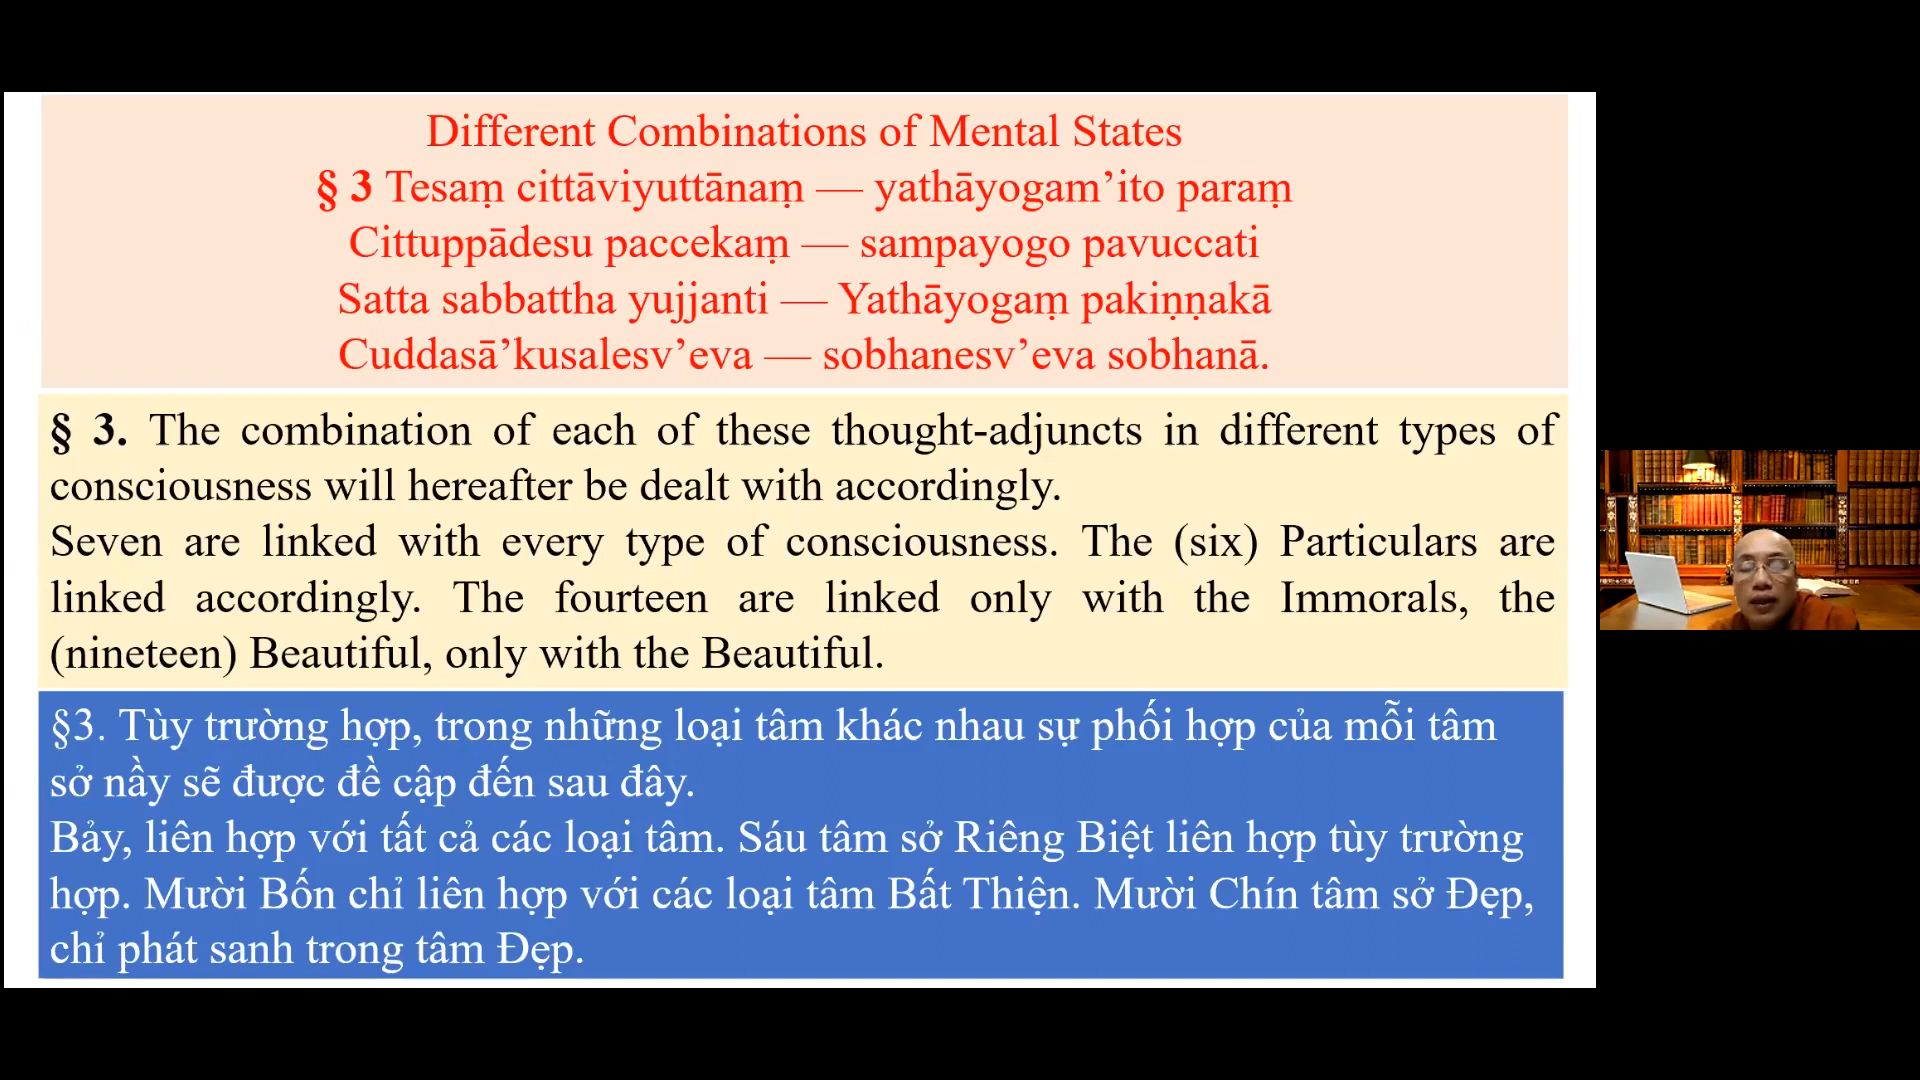 Different Combinations of Mental States
§ 3 Tesaṃ cittāviyuttānaṃ — yathāyogam’ito paraṃ
Cittuppādesu paccekaṃ — sampayogo pavuccati
Satta sabbattha yujjanti — Yathāyogaṃ pakiṇṇakā
Cuddasā’kusalesv’eva — sobhanesv’eva sobhanā.
§ 3. The combination of each of these thought-adjuncts in different types of
consciousness will hereafter be dealt with accordingly.
Seven are linked with every type of consciousness. The (six) Particulars are
linked accordingly. The fourteen are linked only with the Immorals, the
(nineteen) Beautiful, only with the Beautiful.
§3. Tùy trường hợp, trong những loại tâm khác nhau sự phối hợp của mỗi tâm
sở nầy sẽ được đề cập đến sau đây.
Bảy, liên hợp với tất cả các loại tâm. Sáu tâm sở Riêng Biệt liên hợp tùy trường
hợp. Mười Bốn chỉ liên hợp với các loại tâm Bất Thiện. Mười Chín tâm sở Đẹp,
chỉ phát sanh trong tâm Đẹp.